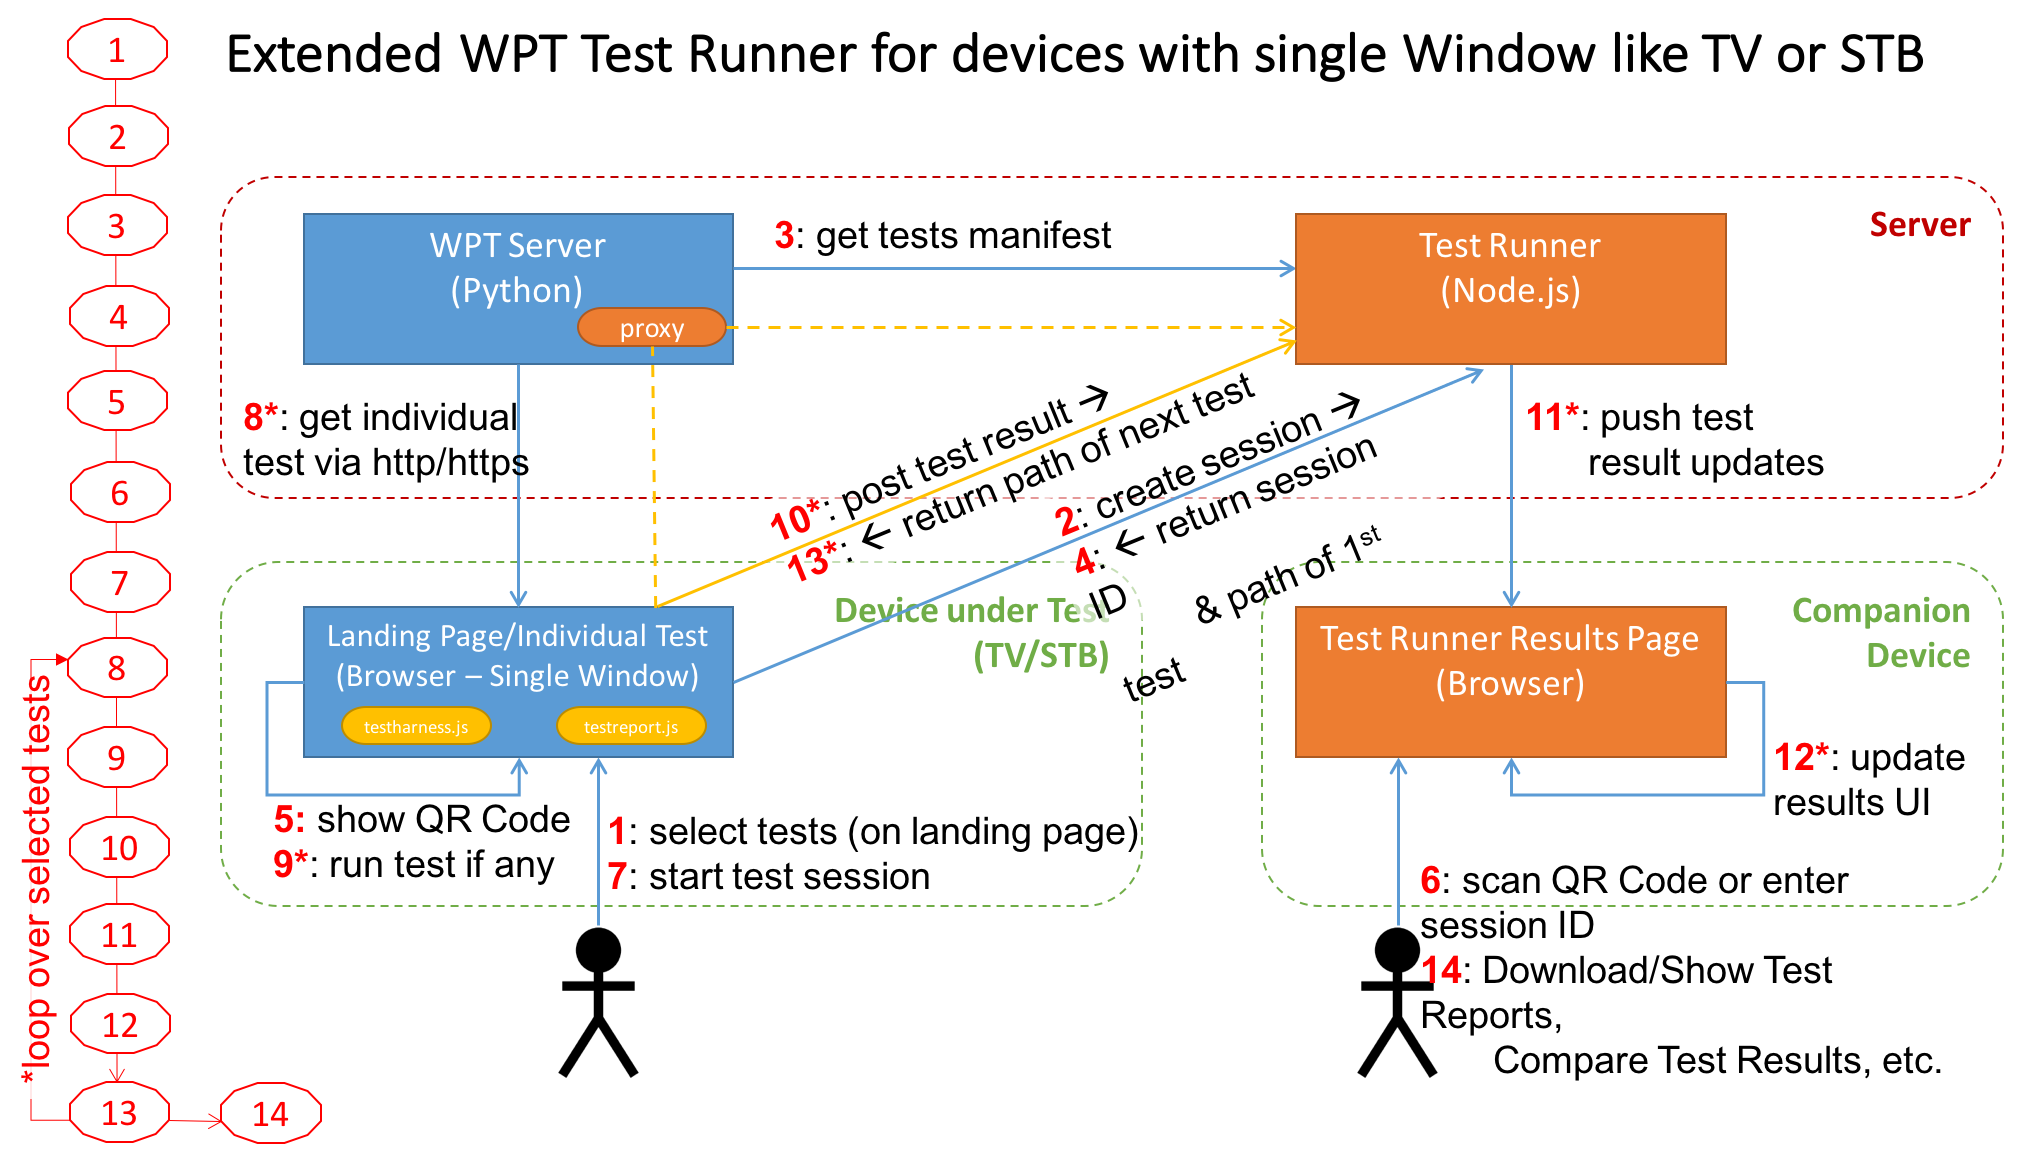 Extended WPT Test Runner for devices with single Window like TV or STB
1
2
3
4
5
6
7
8
9
10
11
12
13
14
*loop over selected tests
Server
WPT Server
(Python)
proxy
3: get tests manifest
Test Runner
(Node.js)
8*: get individual
test via http/https
10*: post test result →
13*: ← return path of next test
2: create session →
4: ← return session
ID & path of 1st
test
11*: push test
result updates
Device under Test
(TV/STB)
Landing Page/Individual Test
(Browser – Single Window)
testharness.js
testreport.js
Companion
Device
Test Runner Results Page
(Browser)
5: show QR Code
9*: run test if any
1: select tests (on landing page)
7: start test session
12*: update
results UI
6: scan QR Code or enter
session ID
14: Download/Show Test
Reports,
Compare Test Results, etc.